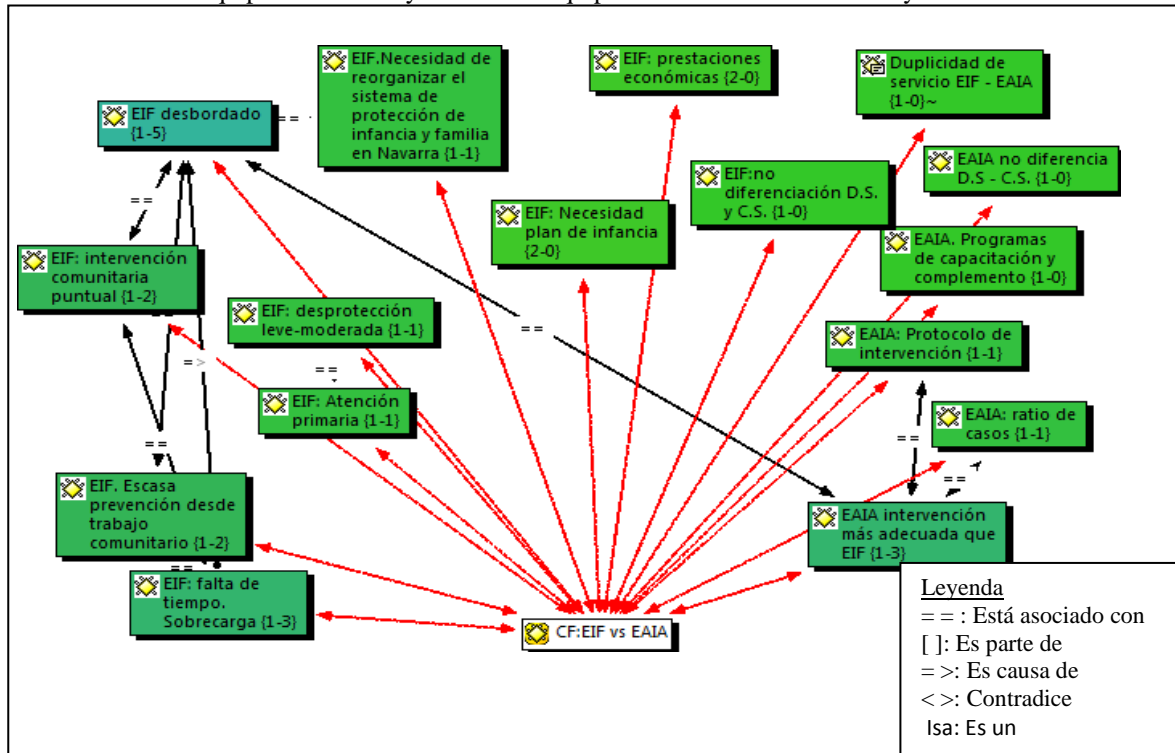 EIF.Necesidad de
reorganizar el
sistema de
protección de
infancia y familia
en Navarra {1-1}
EIF: prestaciones
económicas {2-0}
Duplicidad de
servicio EIF - EAIA
{1-0}~
EIF desbordado
{1-5}
==
EAIA no diferencia
D.S - C.S. {1-0}
EIF:no
diferenciación D.S.
y C.S. {1-0}
EIF: Necesidad
plan de infancia
{2-0}
==
EAIA. Programas
de capacitación y
complemento {1-0}
EIF: intervención
comunitaria
puntual {1-2}
EIF: desprotección
leve-moderada {1-1}
==
EAIA: Protocolo de
intervención {1-1}
=>
==
EIF: Atención
primaria {1-1}
EAIA: ratio de
casos {1-1}
==
==
==
EIF. Escasa
prevención desde
trabajo
comunitario {1-2}
EAIA intervención
más adecuada que
EIF {1-3}
==
EIF: falta de
tiempo.
Sobrecarga {1-3}
CF:EIF vs EAIA
Leyenda
= = : Está asociado con
[ ]: Es parte de
= >: Es causa de
< >: Contradice
Isa: Es un